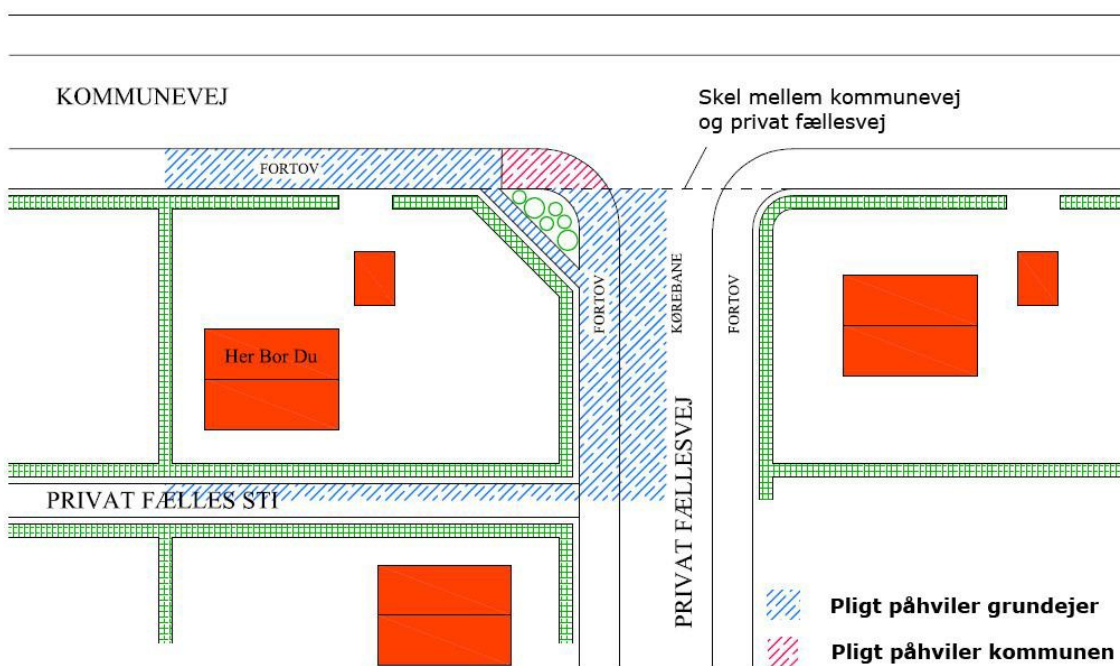 KOMMUNEVEJ
Skel mellem kommunevej
og privat fællesvej
FORTOV
FORTOV
KØREBANE
FORTOV
Her Bor Du
PRIVAT FÆLLES STI
PRIVAT FÆLLESVEJ
Pligt påhviler grundejer
Pligt påhviler kommunen